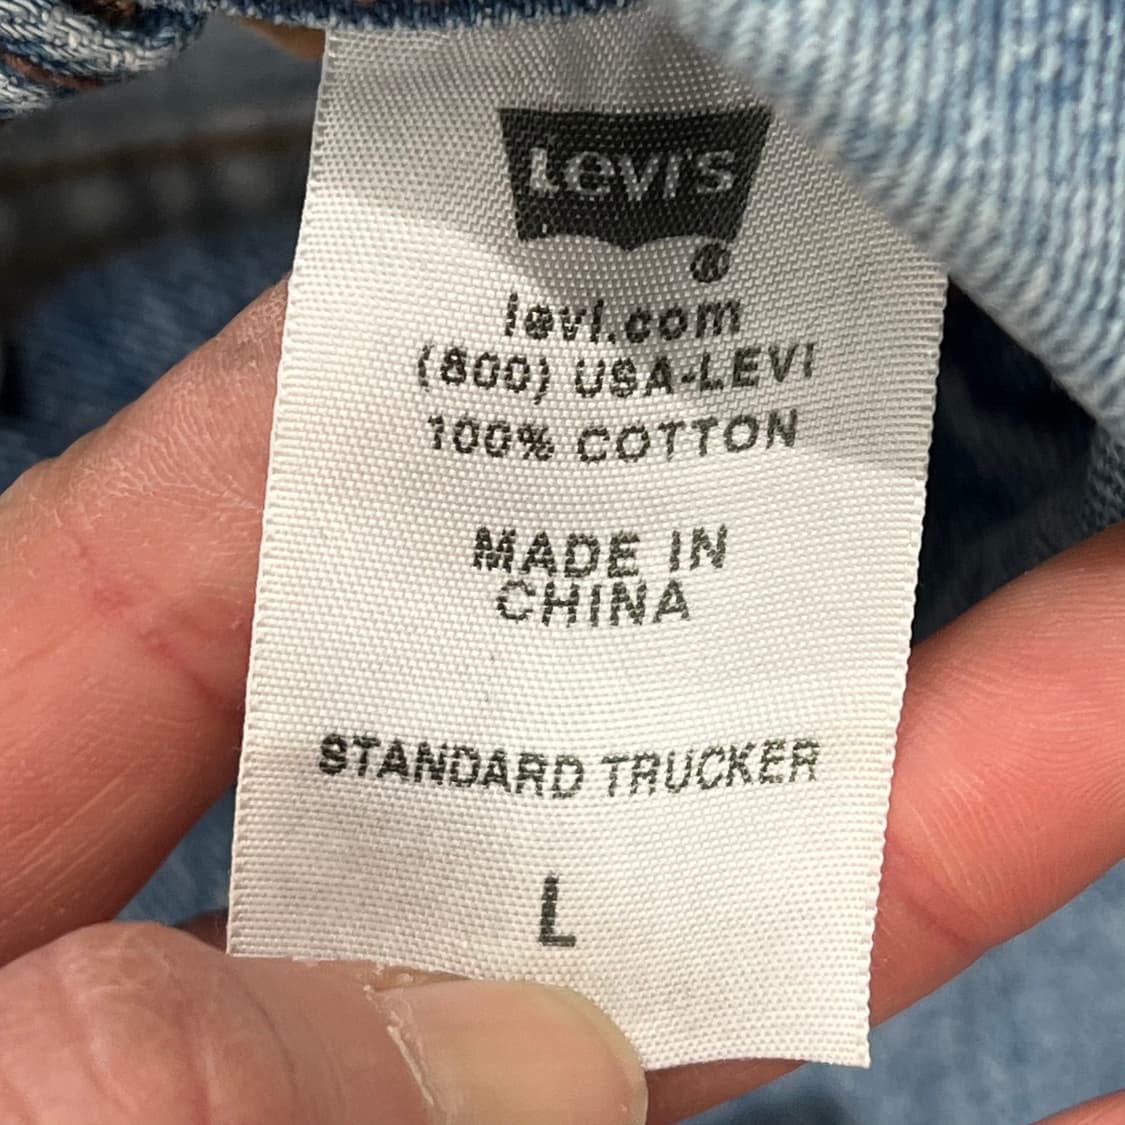 Levi's
®
levi.com
(800) USA-LEVI
100% COTTON
MADE IN
CHINA
STANDARD TRUCKER
L